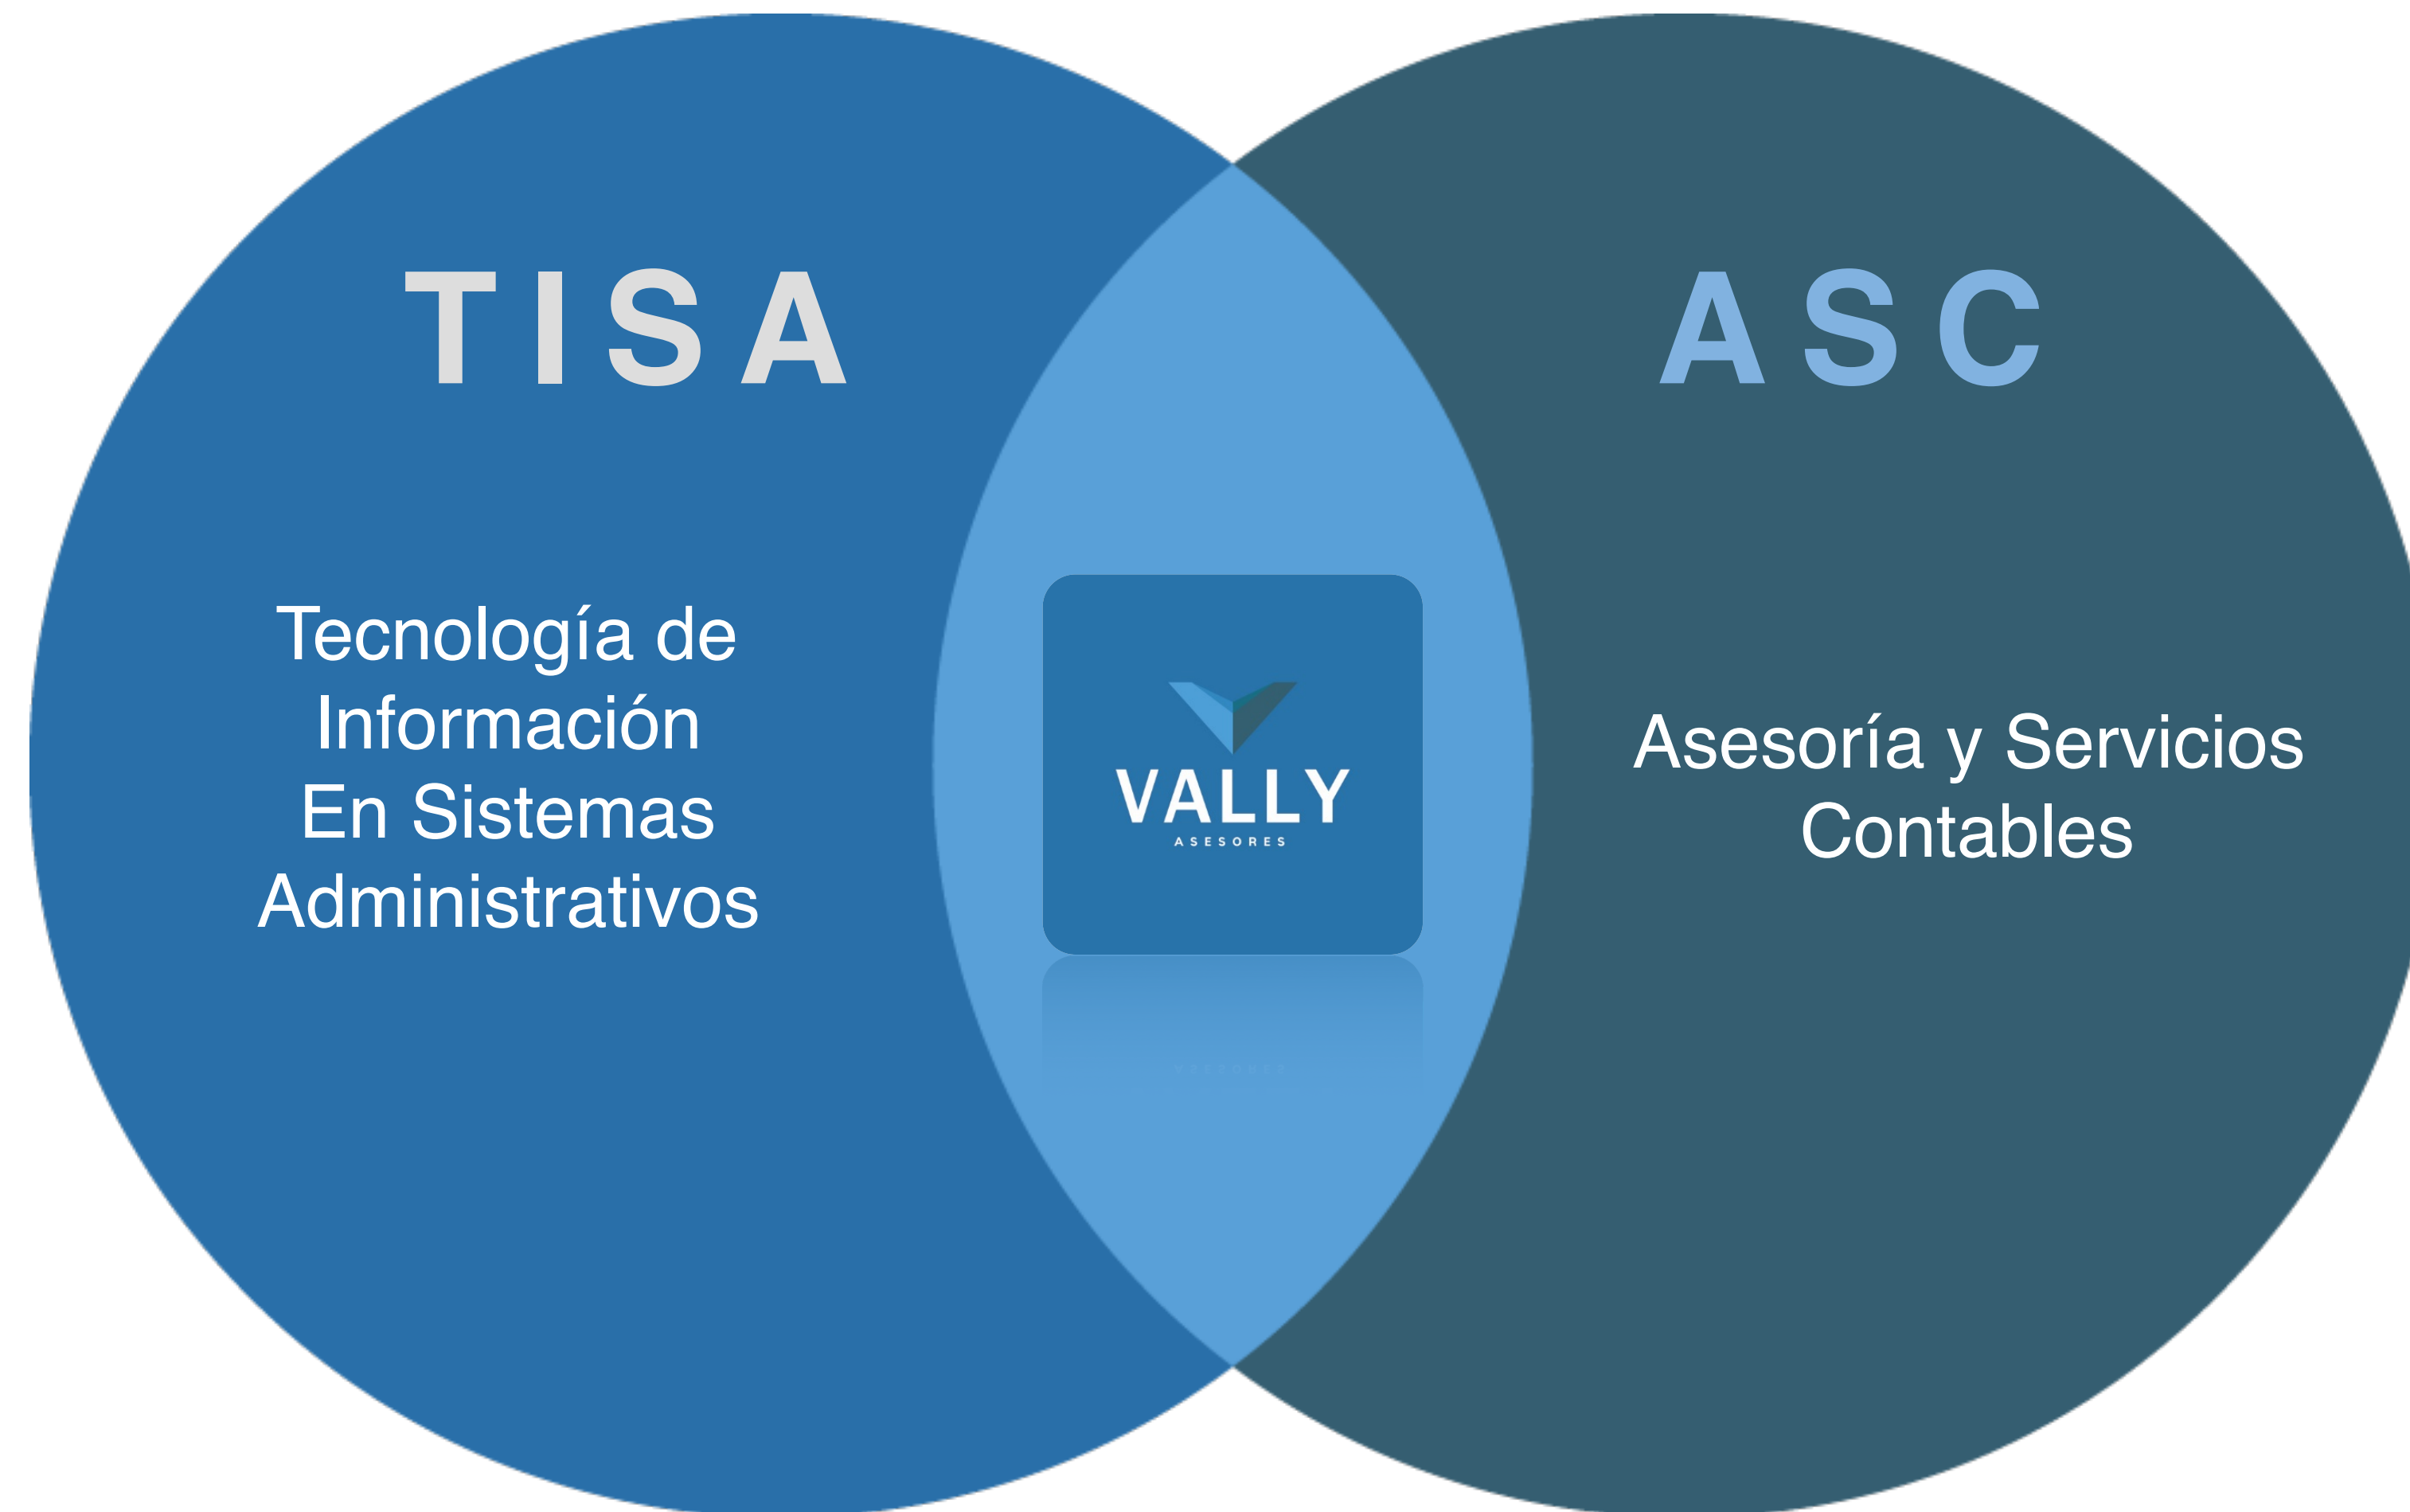 TISA
Tecnología de
Información
En Sistemas
Administrativos
VALLY
ASESORES
ASC
Asesoría y Servicios
Contables